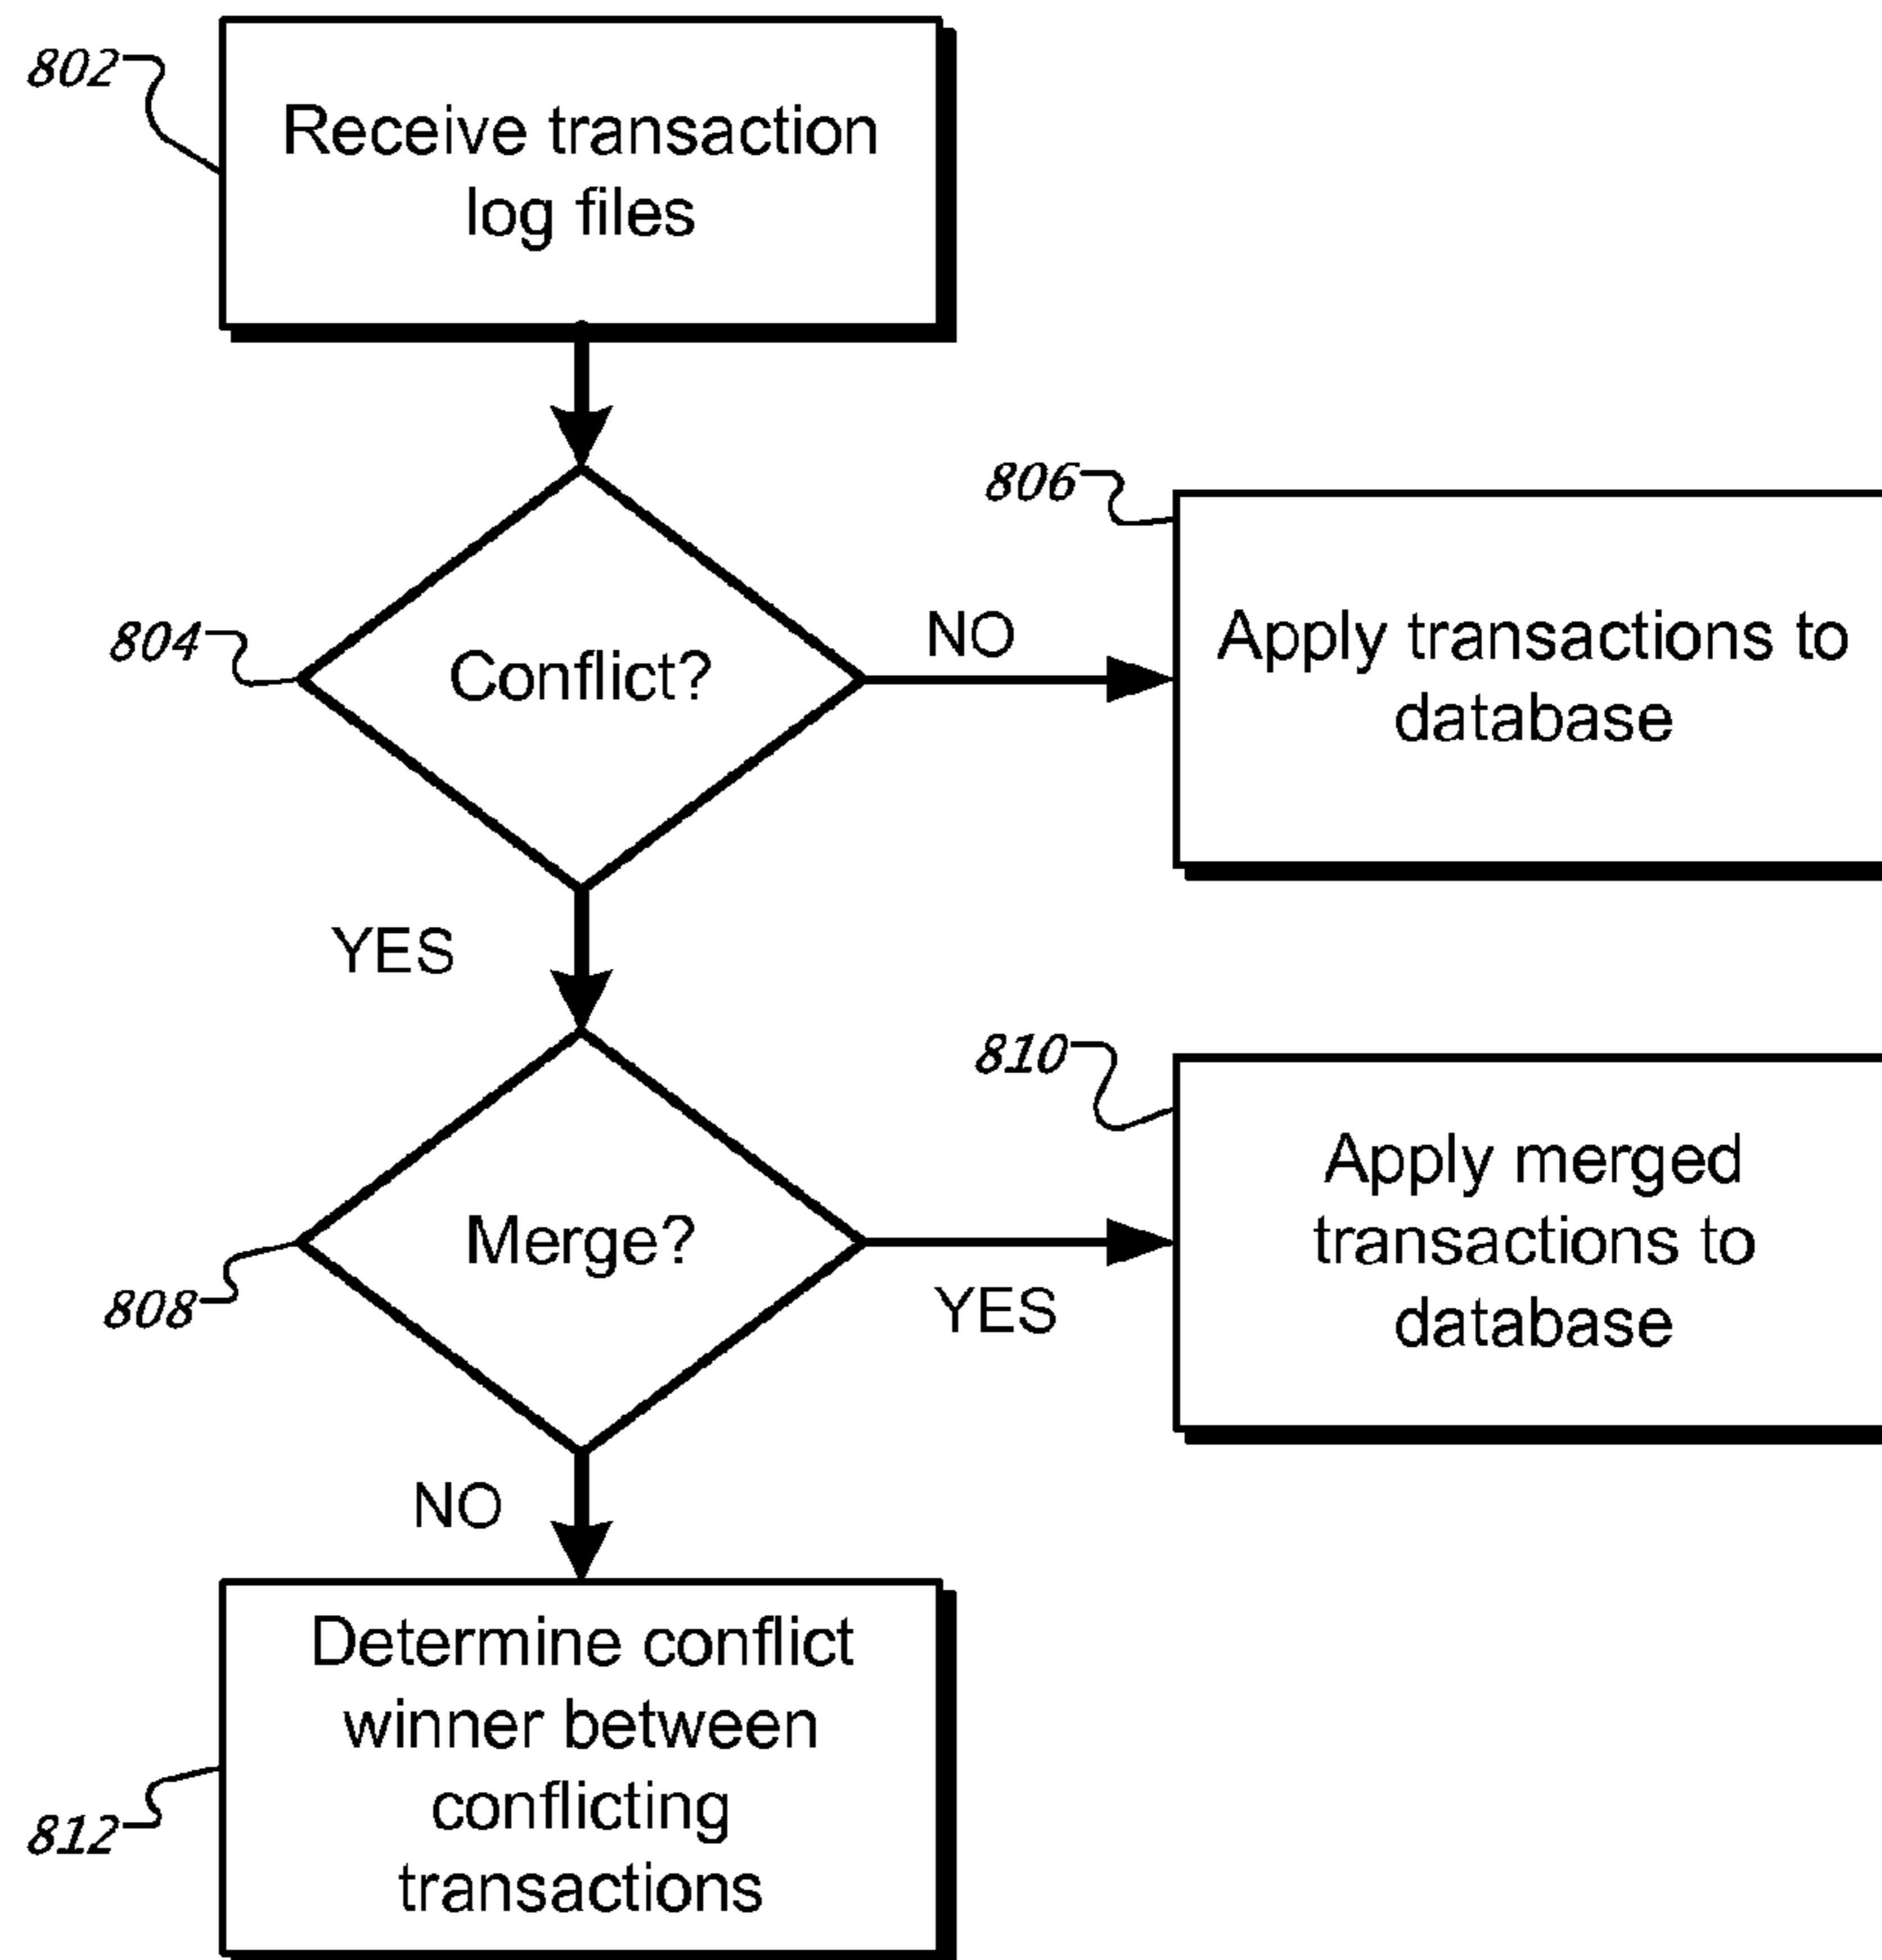 802
Receive transaction
log files
804
Conflict?
NO
806
Apply transactions to
database
YES
808
Merge?
YES
810
Apply merged
transactions to
database
NO
812
Determine conflict
winner between
conflicting
transactions